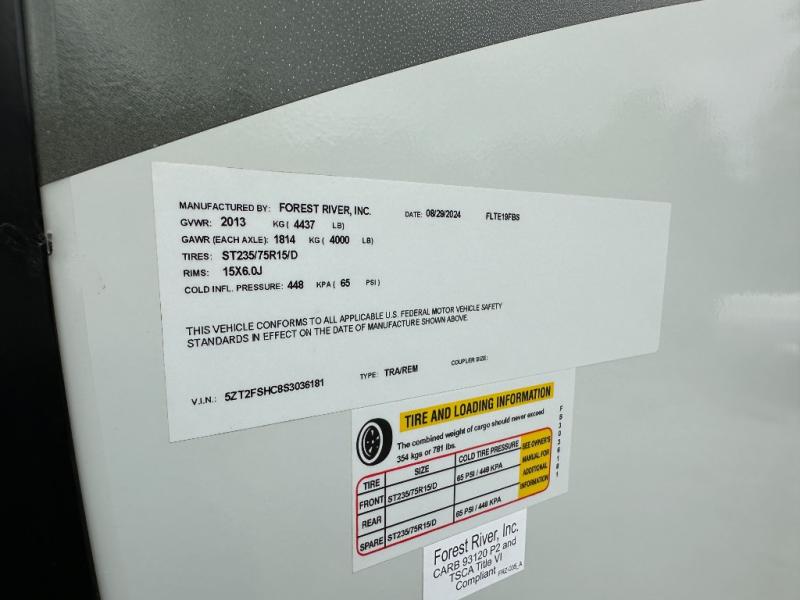 MANUFACTURED BY: FOREST RIVER, INC. DATE: 08/29/2024 FLTE19FBS
GVWR: 2013 KG ( 4437 LB)
GAWR (EACH AXLE): 1814 KG ( 4000 LB)
TIRES: ST235/75R15/D
RIMS: 15X6.0J
COLD INFL. PRESSURE: 448 KPA ( 65 PSI )
THIS VEHICLE CONFORMS TO ALL APPLICABLE U.S. FEDERAL MOTOR VEHICLE SAFETY
STANDARDS IN EFFECT ON THE DATE OF MANUFACTURE SHOWN ABOVE.
V.I.N.: 5ZT2FSHC8S3036181 TYPE: TRA/REM COUPLER SIZE:
TIRE AND LOADING INFORMATION
The combined weight of cargo should never exceed
354 kgs or 781 lbs.
TIRE SIZE COLD TIRE PRESSURE
FRONT ST235/75R15/D 65 PSI / 448 KPA
REAR
SPARE ST235/75R15/D 65 PSI / 448 KPA
SEE OWNER'S
MANUAL FOR
ADDITIONAL
INFORMATION
FS3036181
Forest River, Inc.
CARB 93120 P2 and
TSCA Title VI
Compliant